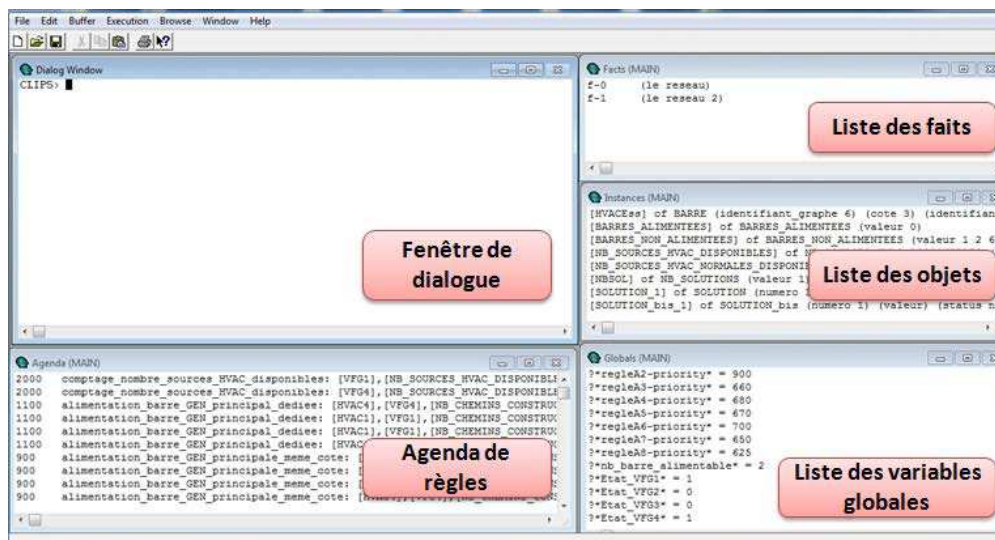 File Edit Buffer Execution Browse Window Help
Dialog Window
CLIPS>
Fenêtre de
dialogue
Facts (MAIN)
f-0 (le reseau)
f-1 (le reseau 2)
Liste des faits
Instances (MAIN)
[HVACEss] of BARRE (identifiant_graphe 6) (cote 3) (identifian
[BARRES_ALIMENTEES] of BARRES_ALIMENTEES (valeur 0)
[BARRES_NON_ALIMENTEES] of BARRES_NON_ALIMENTEES (valeur 1 2 6
[NB_SOURCES_HVAC_DISPONIBLES] of
[NB_SOURCES_HVAC_NORMALES_DISPONIB
[NBSOL] of NB_SOLUTIONS (valeur 1)
[SOLUTION_1] of SOLUTION (numero
[SOLUTION_bis_1] of SOLUTION_bis (numero 1) (valeur) (status n
Liste des objets
Agenda (MAIN)
2000 comptage_nombre_sources_HVAC_disponibles: [VFG1],[NB_SOURCES_HVAC_DISPONIBLE
2000 comptage_nombre_sources_HVAC_disponibles: [VFG4],[NB_SOURCES_HVAC_DISPONIBLE
1100 alimentation_barre_GEN_principal_dediee: [HVAC4],[VFG4],[NB_CHEMINS_CONSTRUC
1100 alimentation_barre_GEN_principal_dediee: [HVAC1],[VFG1],[NB_CHEMINS_CONSTRUC
1100 alimentation_barre_GEN_principal_dediee: [HVAC1],[VFG1],[NB_CHEMINS_CONSTRUC
1100 alimentation_barre_GEN_principal_dediee: [HVAC
900 alimentation_barre_GEN_principale_meme_cote:
900 alimentation_barre_GEN_principale_meme_cote:
900 alimentation_barre_GEN_principale_meme_cote:
900 alimentation_barre_GEN_principale_meme_cote:
Agenda de
règles
Globals (MAIN)
?*regleA2-priority* = 900
?*regleA3-priority* = 660
?*regleA4-priority* = 680
?*regleA5-priority* = 670
?*regleA6-priority* = 700
?*regleA7-priority* = 650
?*regleA8-priority* = 625
?*nb_barre_alimentable* = 2
?*Etat_VFG1* = 1
?*Etat_VFG2* = 0
?*Etat_VFG3* = 0
?*Etat_VFG4* = 1
Liste des variables
globales